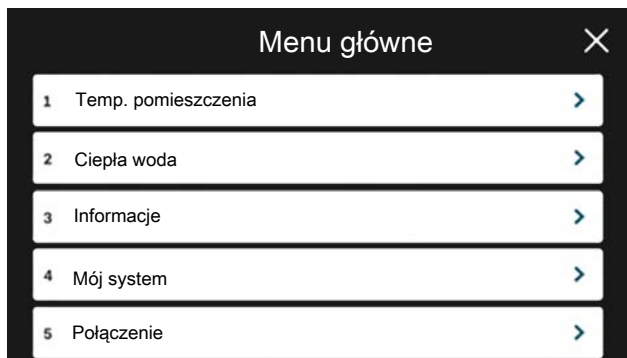 Menu główne
1 Temp. pomieszczenia
2 Ciepła woda
3 Informacje
4 Mój system
5 Połączenie